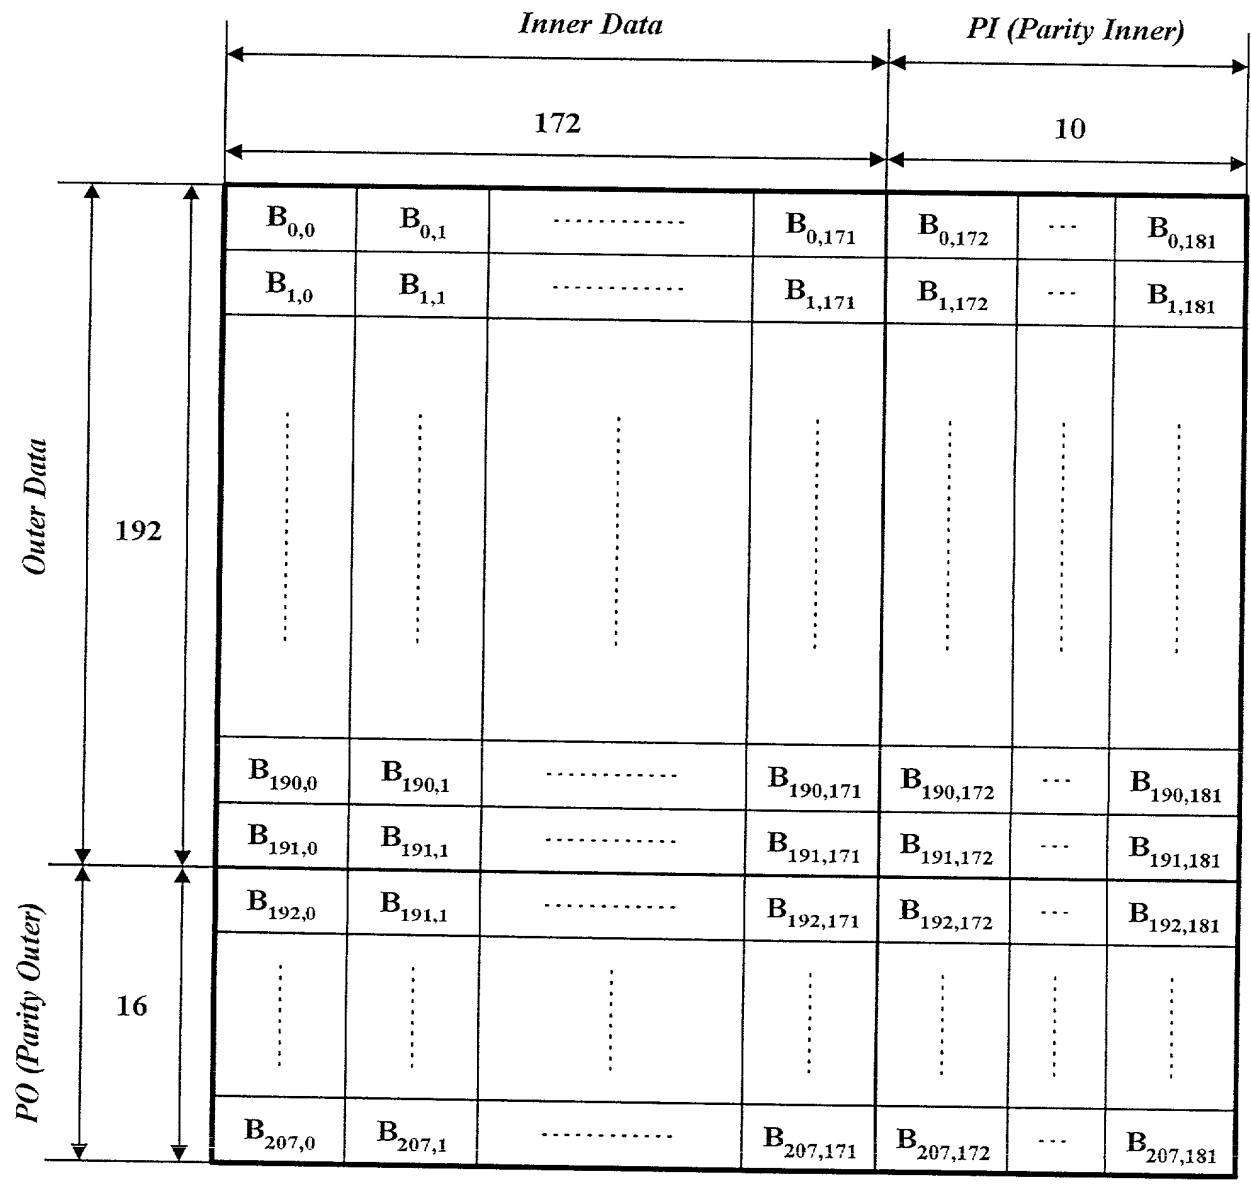 Inner Data PI (Parity Inner)
172 10
B0,0 B0,1 ------------ B0,171 B0,172 --- B0,181
B1,0 B1,1 ------------ B1,171 B1,172 --- B1,181
Outer Data
192
B190,0 B190,1 ------------ B190,171 B190,172 --- B190,181
B191,0 B191,1 ------------ B191,171 B191,172 --- B191,181
B192,0 B191,1 ------------ B192,171 B192,172 --- B192,181
PO (Parity Outer)
16
B207,0 B207,1 ------------ B207,171 B207,172 --- B207,181